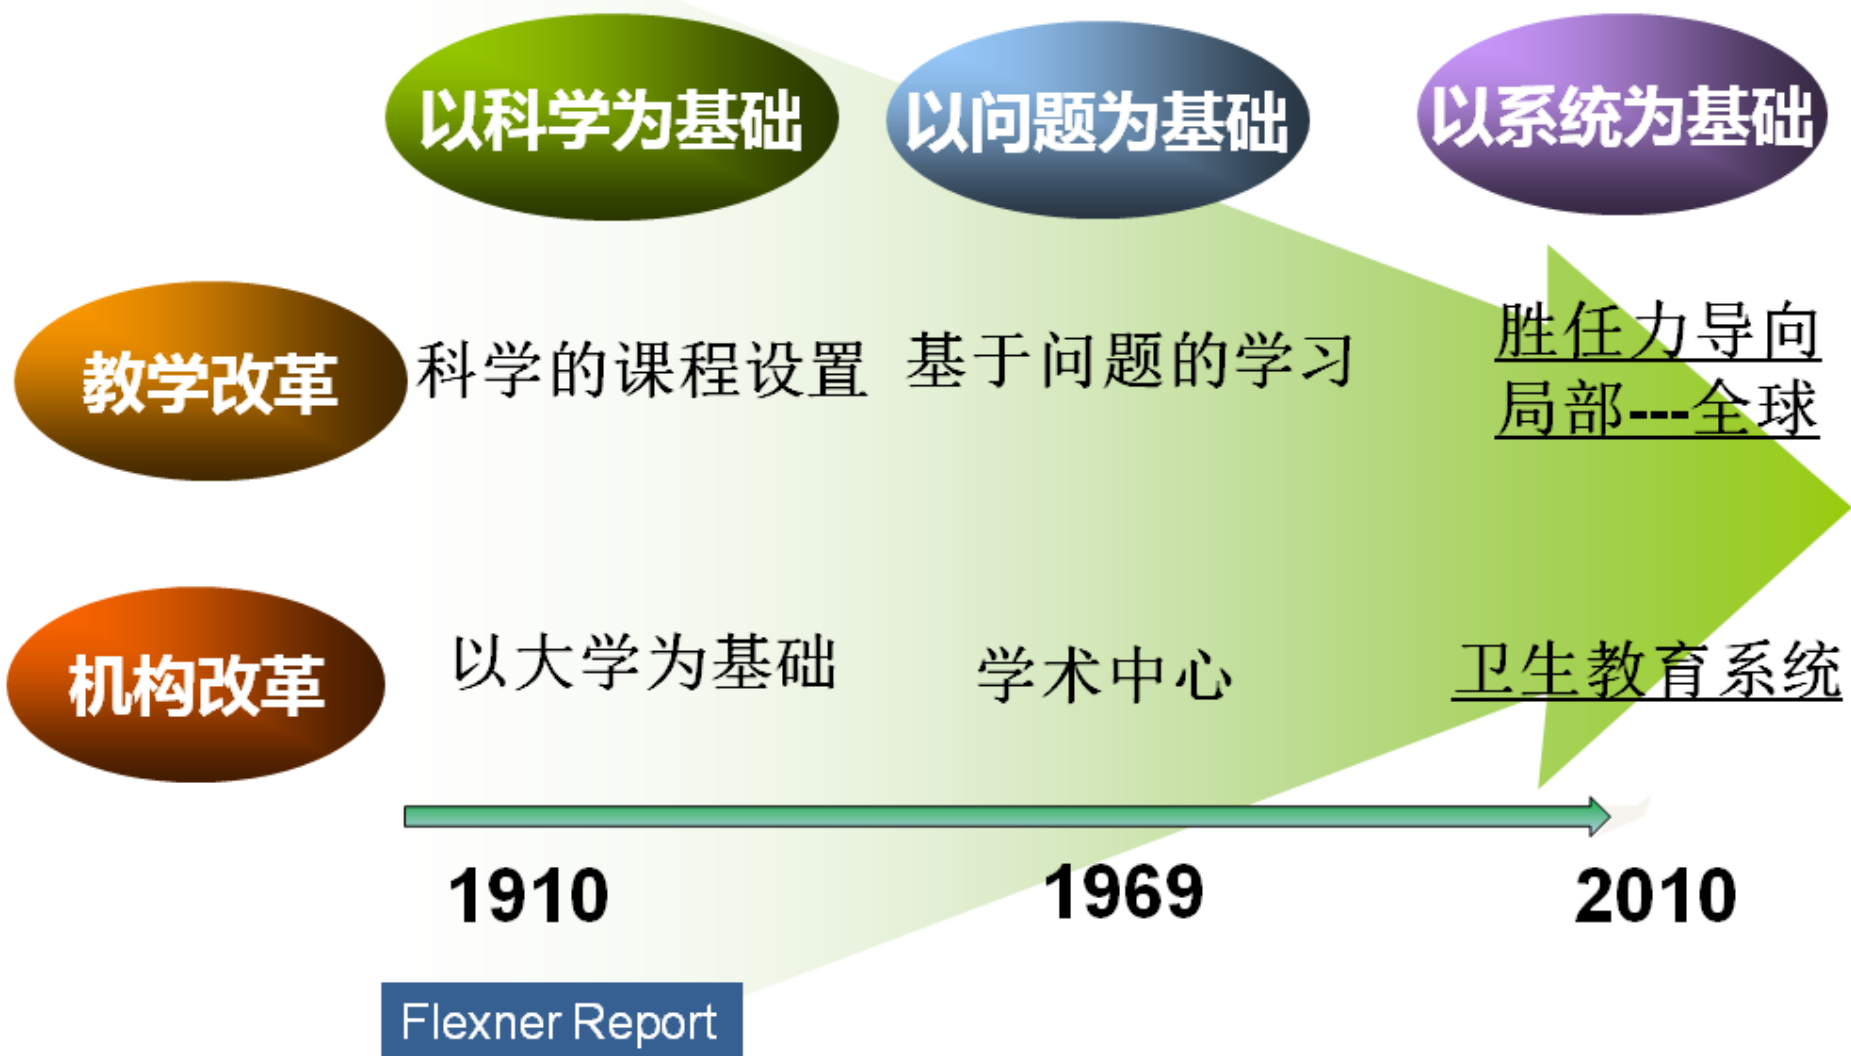 以科学为基础
以问题为基础
以系统为基础
教学改革
科学的课程设置
基于问题的学习
胜任力导向
局部---全球
机构改革
以大学为基础
学术中心
卫生教育系统
1910
1969
2010
Flexner Report